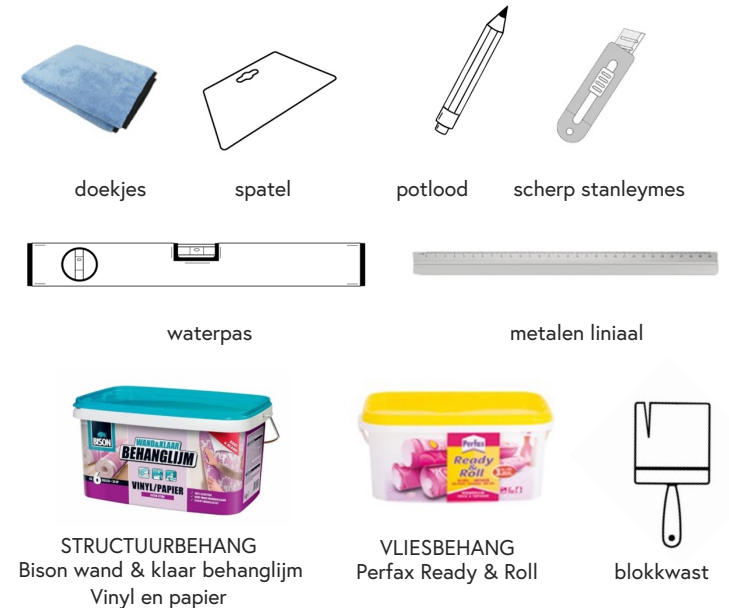 doekjes
spatel
potlood
scherp stanleymes
waterpas
metalen liniaal
BISON
WAND&KLAAR
BEHANGLIJM
VINYL/PAPIER
Perfax
Ready
&
Roll
STRUCTUURBEHANG
Bison wand & klaar behanglijm
Vinyl en papier
VLIESBEHANG
Perfax Ready & Roll
blokkwast